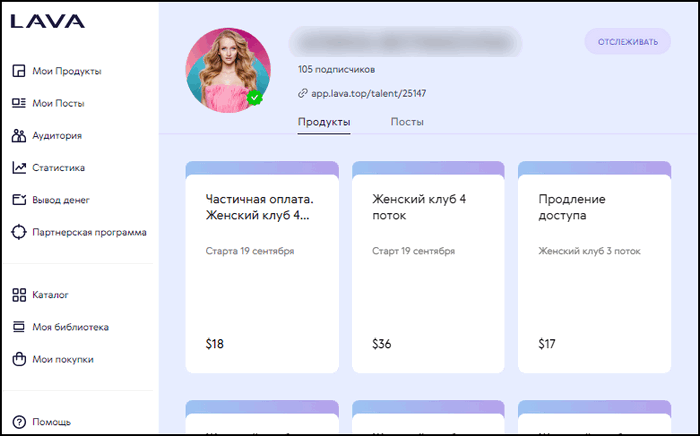 LAVA
Мои Продукты
Мои Посты
Аудитория
Статистика
Вывод денег
Партнерская программа
Каталог
Моя библиотека
Мои покупки
Помощь
ОТСЛЕЖИВАТЬ
105 подписчиков
app.lava.top/talent/25147
Продукты
Посты
Частичная оплата.
Женский клуб 4...
Старта 19 сентября
$18
Женский клуб 4
поток
Старт 19 сентября
$36
Продление
доступа
Женский клуб 3 поток
$17